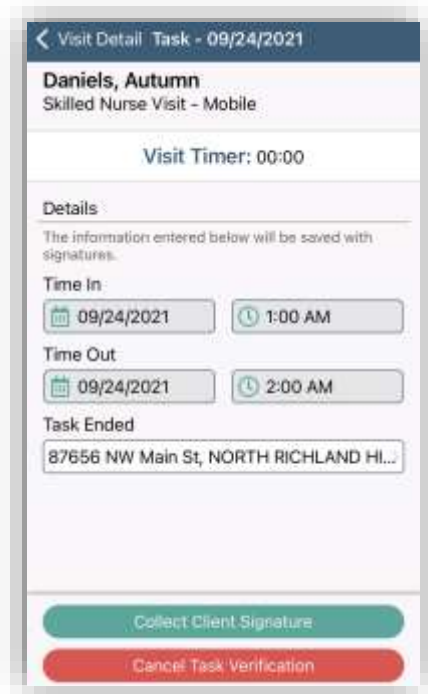 Visit Detail Task - 09/24/2021
Daniels, Autumn
Skilled Nurse Visit - Mobile
Visit Timer: 00:00
Details
The information entered below will be saved with
signatures.
Time In
09/24/2021 1:00 AM
Time Out
09/24/2021 2:00 AM
Task Ended
87656 NW Main St, NORTH RICHLAND HI...
Collect Client Signature
Cancel Task Verification